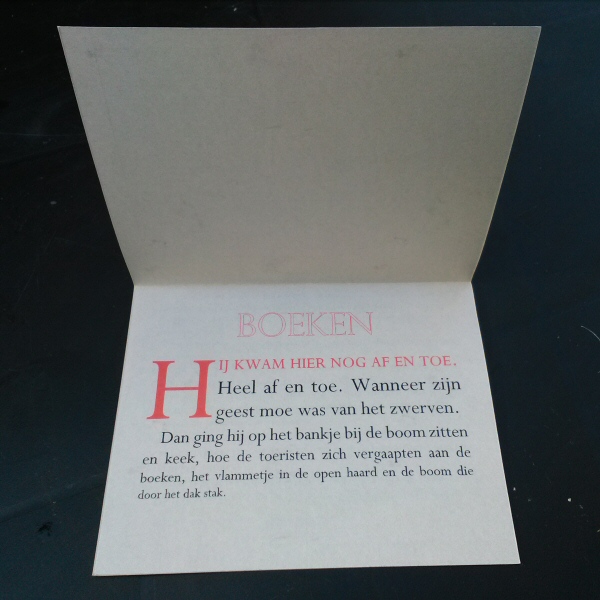 BOEKEN
HIJ KWAM HIER NOG AF EN TOE.
Heel af en toe. Wanneer zijn
geest moe was van het zwerven.
Dan ging hij op het bankje bij de boom zitten
en keek, hoe de toeristen zich vergaapten aan de
boeken, het vlammetje in de open haard en de boom die
door het dak stak.